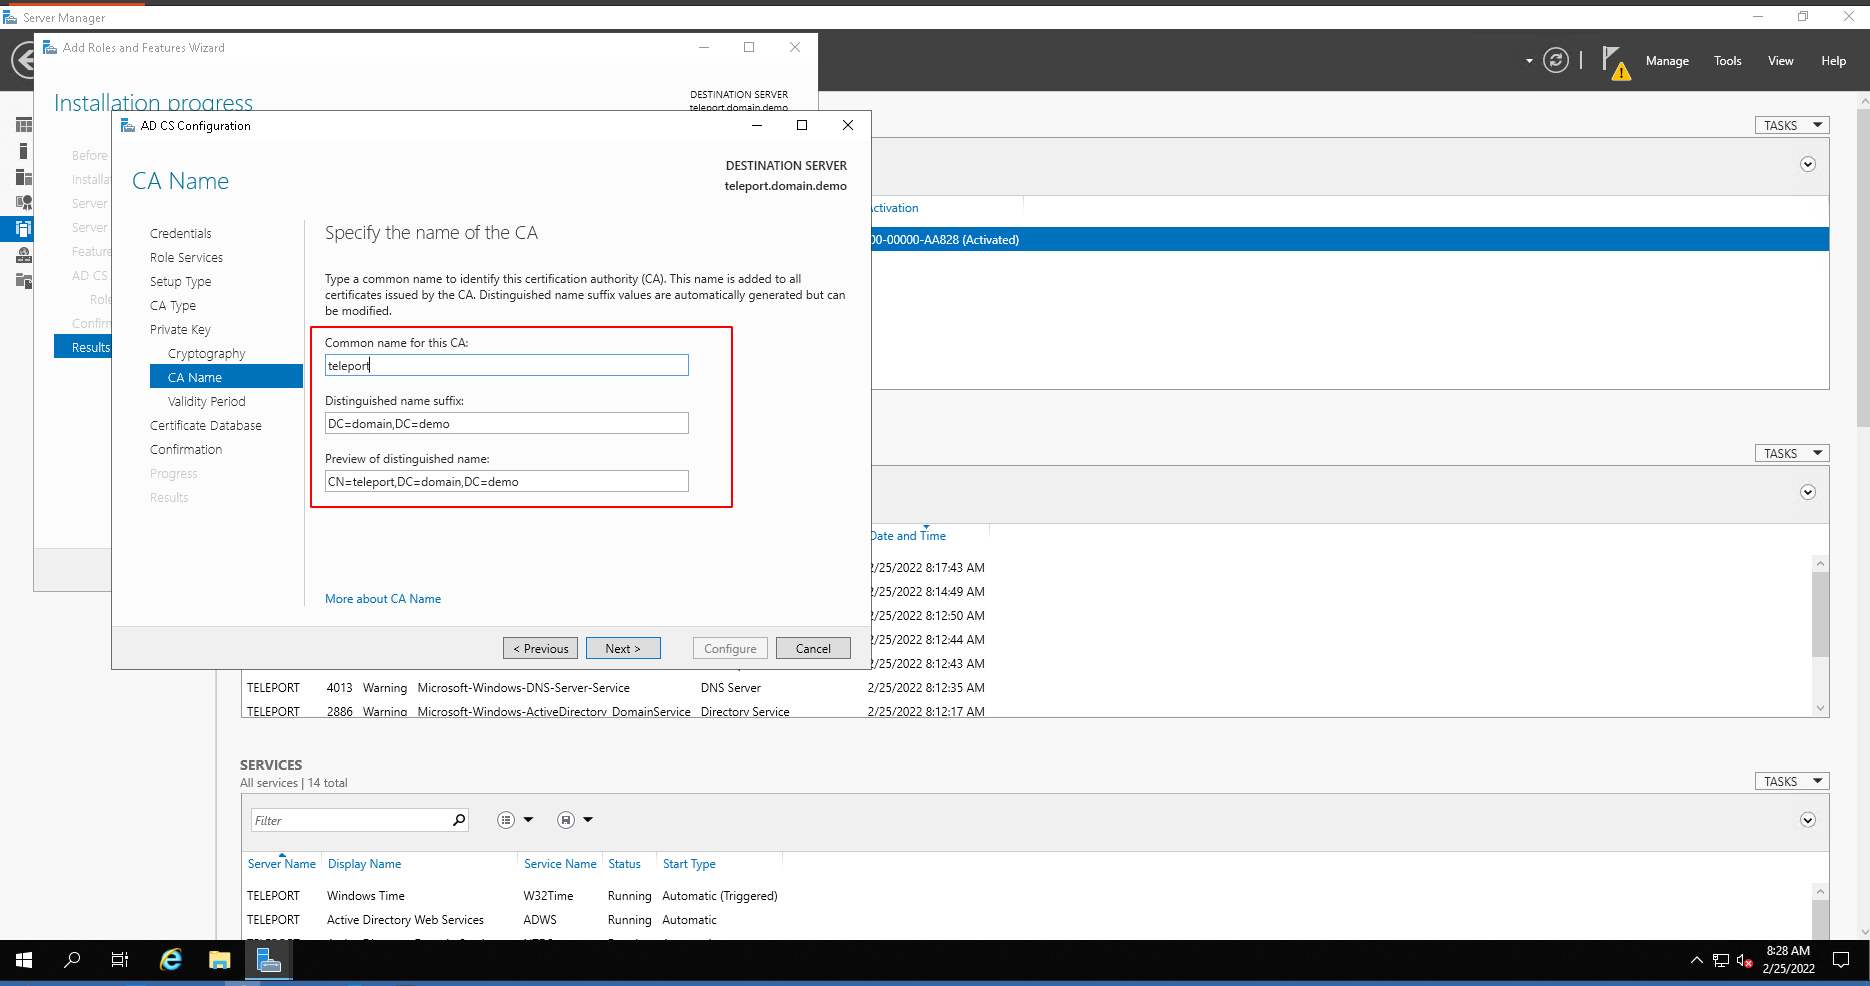 Server Manager
Manage
Tools
View
Help
Add Roles and Features Wizard
Installation progress
DESTINATION SERVER
teleport.domain.demo
Before
Installa
Server
Server
Feature
AD CS
Role
Confirm
Results
AD CS Configuration
CA Name
DESTINATION SERVER
teleport.domain.demo
Credentials
Role Services
Setup Type
CA Type
Private Key
Cryptography
CA Name
Validity Period
Certificate Database
Confirmation
Progress
Results
Specify the name of the CA
Type a common name to identify this certification authority (CA). This name is added to all
certificates issued by the CA. Distinguished name suffix values are automatically generated but can
be modified.
Common name for this CA:
teleport
Distinguished name suffix:
DC=domain,DC=demo
Preview of distinguished name:
CN=teleport,DC=domain,DC=demo
More about CA Name
< Previous
Next >
Configure
Cancel
TASKS
Activation
00-00000-AA828 (Activated)
TASKS
Date and Time
2/25/2022 8:17:43 AM
2/25/2022 8:14:49 AM
2/25/2022 8:12:50 AM
2/25/2022 8:12:44 AM
2/25/2022 8:12:43 AM
TELEPORT 4013 Warning Microsoft-Windows-DNS-Server-Service DNS Server 2/25/2022 8:12:35 AM
TELEPORT 2886 Warning Microsoft-Windows-ActiveDirectory_DomainService Directory Service 2/25/2022 8:12:17 AM
SERVICES
All services | 14 total
TASKS
Filter
Server Name Display Name Service Name Status Start Type
TELEPORT Windows Time W32Time Running Automatic (Triggered)
TELEPORT Active Directory Web Services ADWS Running Automatic
8:28 AM
2/25/2022